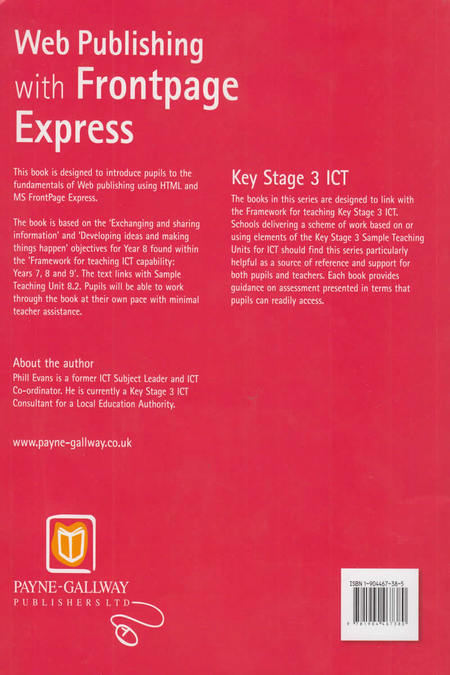 Web Publishing
with Frontpage
Express
This book is designed to introduce pupils to the
fundamentals of Web publishing using HTML and
MS FrontPage Express.
The book is based on the 'Exchanging and sharing
information' and 'Developing ideas and making
things happen' objectives for Year 8 found within
the 'Framework for teaching ICT capability:
Years 7, 8 and 9'. The text links with Sample
Teaching Unit 8.2. Pupils will be able to work
through the book at their own pace with minimal
teacher assistance.
About the author
Phill Evans is a former ICT Subject Leader and ICT
Co-ordinator. He is currently a Key Stage 3 ICT
Consultant for a Local Education Authority.
www.payne-gallway.co.uk
Key Stage 3 ICT
The books in this series are designed to link with
the Framework for teaching Key Stage 3 ICT.
Schools delivering a scheme of work based on or
using elements of the Key Stage 3 Sample Teaching
Units for ICT should find this series particularly
helpful as a source of reference and support for
both pupils and teachers. Each book provides
guidance on assessment presented in terms that
pupils can readily access.
PAYNE-GALLWAY
PUBLISHERS LTD
ISBN 1-904467-38-5
9 781904 467380